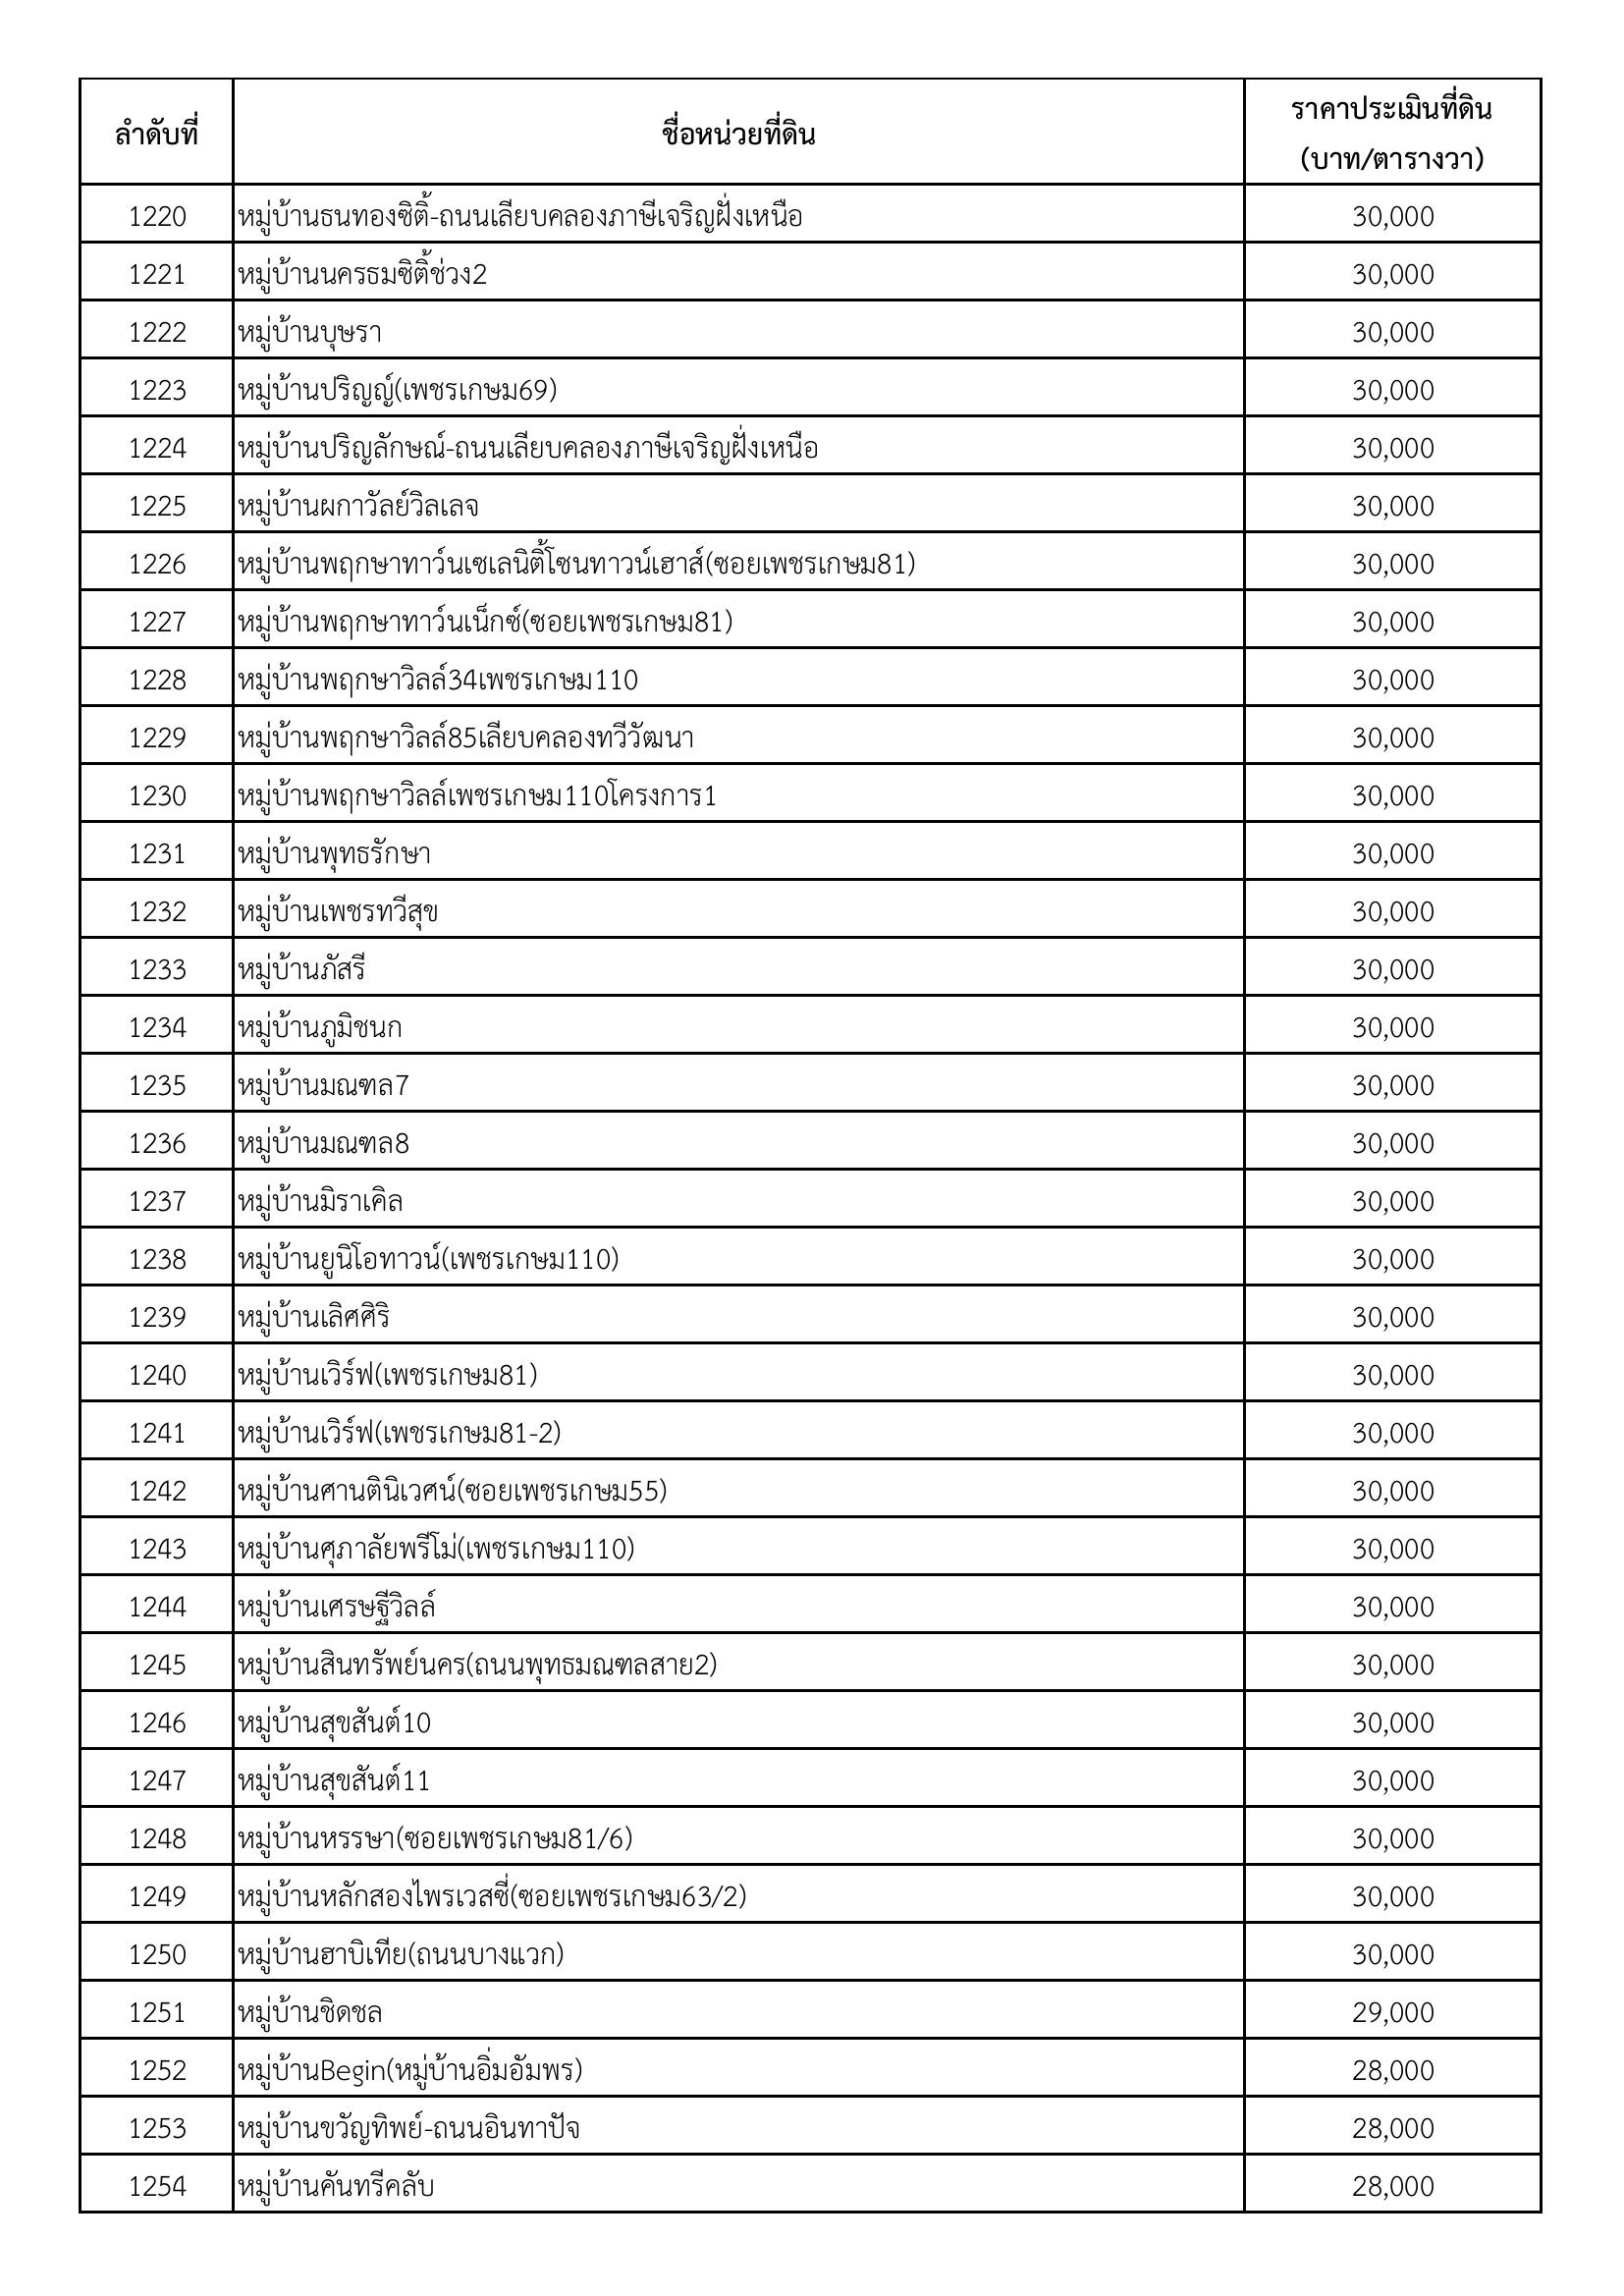 ลำดับที่ ชื่อหน่วยที่ดิน ราคาประเมินที่ดิน
(บาท/ตารางวา)
1220 หมู่บ้านธนทองซิติ้-ถนนเลียบคลองภาษีเจริญฝั่งเหนือ 30,000
1221 หมู่บ้านนครธมซิติ้ช่วง2 30,000
1222 หมู่บ้านบุษรา 30,000
1223 หมู่บ้านปริญญ์(เพชรเกษม69) 30,000
1224 หมู่บ้านปริญลักษณ์-ถนนเลียบคลองภาษีเจริญฝั่งเหนือ 30,000
1225 หมู่บ้านผกาวัลย์วิลเลจ 30,000
1226 หมู่บ้านพฤกษาทาว์นเซเลนิติ้โซนทาวน์เฮาส์(ซอยเพชรเกษม81) 30,000
1227 หมู่บ้านพฤกษาทาว์นเน็กซ์(ซอยเพชรเกษม81) 30,000
1228 หมู่บ้านพฤกษาวิลล์34เพชรเกษม110 30,000
1229 หมู่บ้านพฤกษาวิลล์85เลียบคลองทวีวัฒนา 30,000
1230 หมู่บ้านพฤกษาวิลล์เพชรเกษม110โครงการ1 30,000
1231 หมู่บ้านพุทธรักษา 30,000
1232 หมู่บ้านเพชรทวีสุข 30,000
1233 หมู่บ้านภัสรี 30,000
1234 หมู่บ้านภูมิชนก 30,000
1235 หมู่บ้านมณฑล7 30,000
1236 หมู่บ้านมณฑล8 30,000
1237 หมู่บ้านมิราเคิล 30,000
1238 หมู่บ้านยูนิโอทาวน์(เพชรเกษม110) 30,000
1239 หมู่บ้านเลิศศิริ 30,000
1240 หมู่บ้านเวิร์ฟ(เพชรเกษม81) 30,000
1241 หมู่บ้านเวิร์ฟ(เพชรเกษม81-2) 30,000
1242 หมู่บ้านศานตินิเวศน์(ซอยเพชรเกษม55) 30,000
1243 หมู่บ้านศุภาลัยพรีโม่(เพชรเกษม110) 30,000
1244 หมู่บ้านเศรษฐีวิลล์ 30,000
1245 หมู่บ้านสินทรัพย์นคร(ถนนพุทธมณฑลสาย2) 30,000
1246 หมู่บ้านสุขสันต์10 30,000
1247 หมู่บ้านสุขสันต์11 30,000
1248 หมู่บ้านหรรษา(ซอยเพชรเกษม81/6) 30,000
1249 หมู่บ้านหลักสองไพรเวสซี่(ซอยเพชรเกษม63/2) 30,000
1250 หมู่บ้านฮาบิเทีย(ถนนบางแวก) 30,000
1251 หมู่บ้านชิดชล 29,000
1252 หมู่บ้านBegin(หมู่บ้านอิ่มอัมพร) 28,000
1253 หมู่บ้านขวัญทิพย์-ถนนอินทาปัจ 28,000
1254 หมู่บ้านคันทรีคลับ 28,000